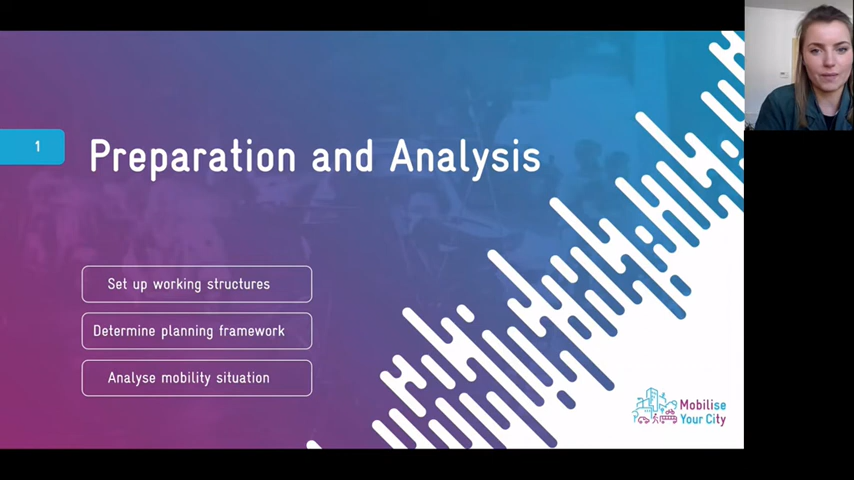 1
Preparation and Analysis
Set up working structures
Determine planning framework
Analyse mobility situation
Mobilise
Your City